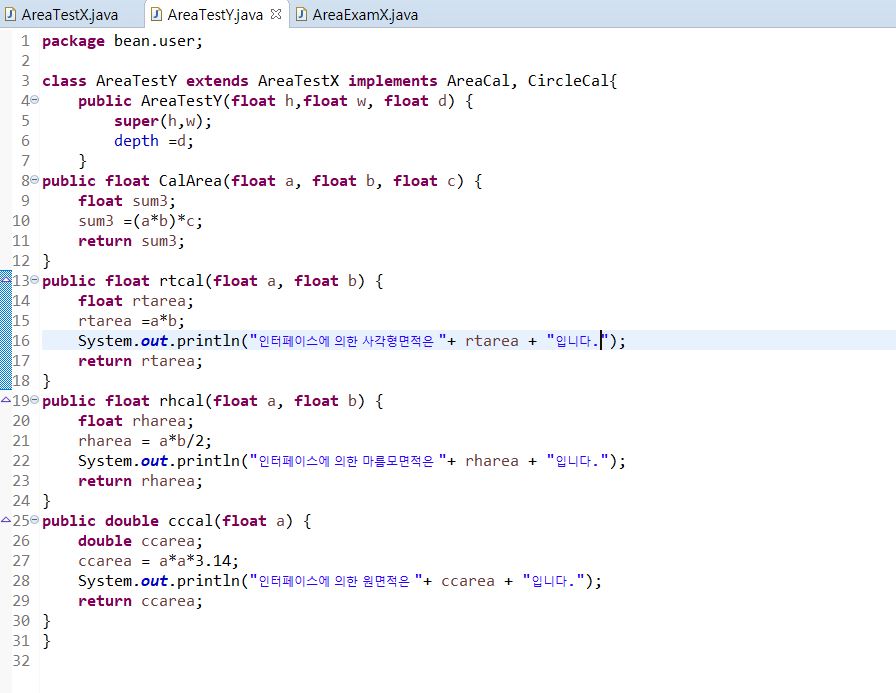 AreaTestX.java AreaTestY.java AreaExamX.java
1 package bean.user;
2
3 class AreaTestY extends AreaTestX implements AreaCal, CircleCal{
4 public AreaTestY(float h,float w, float d) {
5 super(h,w);
6 depth =d;
7 }
8 public float CalArea(float a, float b, float c) {
9 float sum3;
10 sum3 =(a*b)*c;
11 return sum3;
12 }
13 public float rtcal(float a, float b) {
14 float rtarea;
15 rtarea =a*b;
16 System.out.println("인터페이스에 의한 사각형면적은 "+ rtarea + "입니다.");
17 return rtarea;
18 }
19 public float rhcal(float a, float b) {
20 float rharea;
21 rharea = a*b/2;
22 System.out.println("인터페이스에 의한 마름모면적은 "+ rharea + "입니다.");
23 return rharea;
24 }
25 public double cccal(float a) {
26 double ccarea;
27 ccarea = a*a*3.14;
28 System.out.println("인터페이스에 의한 원면적은 "+ ccarea + "입니다.");
29 return ccarea;
30 }
31 }
32